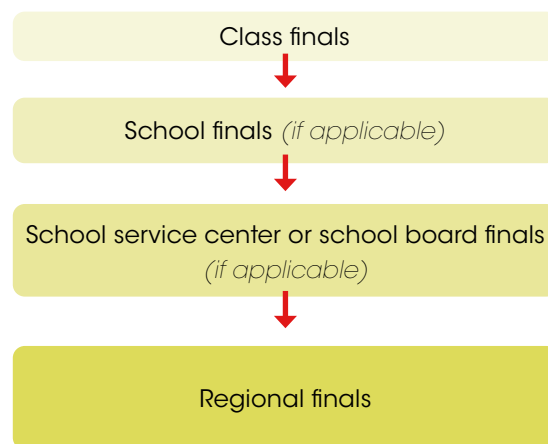 Class finals
School finals (if applicable)
School service center or school board finals
(if applicable)
Regional finals